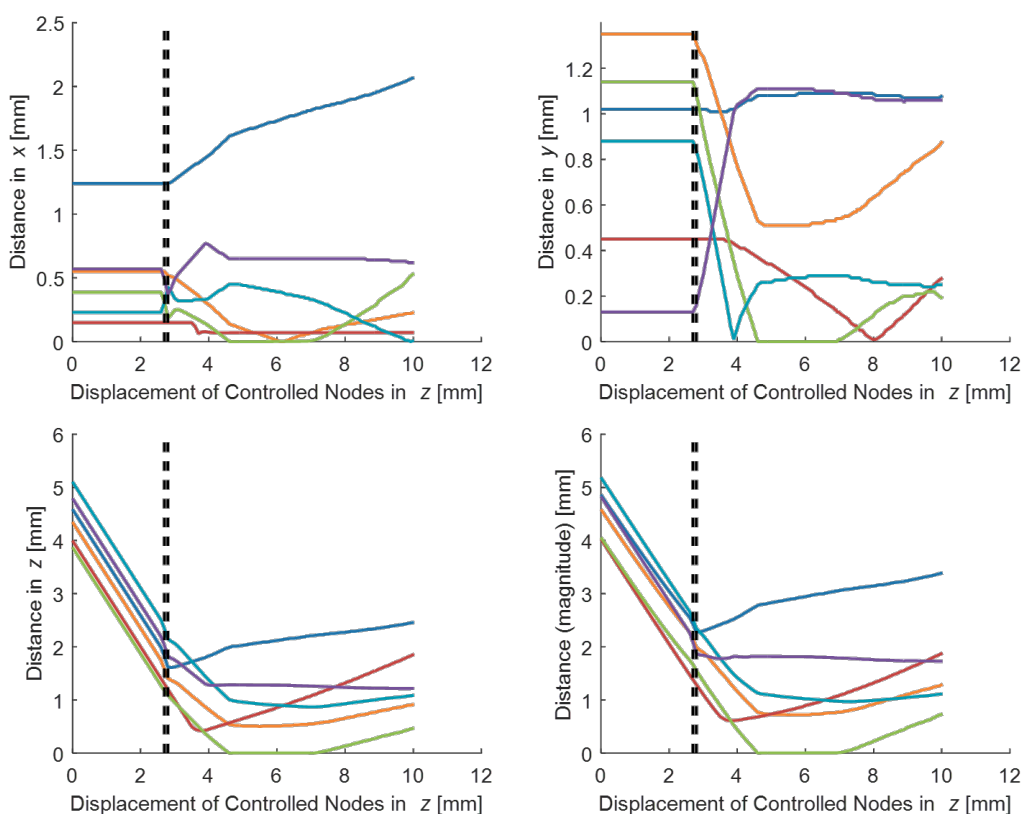 2.5
2
1.5
1
0.5
0
0 2 4 6 8 10 12
Distance in x [mm]
Displacement of Controlled Nodes in z [mm]
1.2
1
0.8
0.6
0.4
0.2
0
0 2 4 6 8 10 12
Distance in y [mm]
Displacement of Controlled Nodes in z [mm]
6
5
4
3
2
1
0
0 2 4 6 8 10 12
Distance in z [mm]
Displacement of Controlled Nodes in z [mm]
6
5
4
3
2
1
0
0 2 4 6 8 10 12
Distance (magnitude) [mm]
Displacement of Controlled Nodes in z [mm]